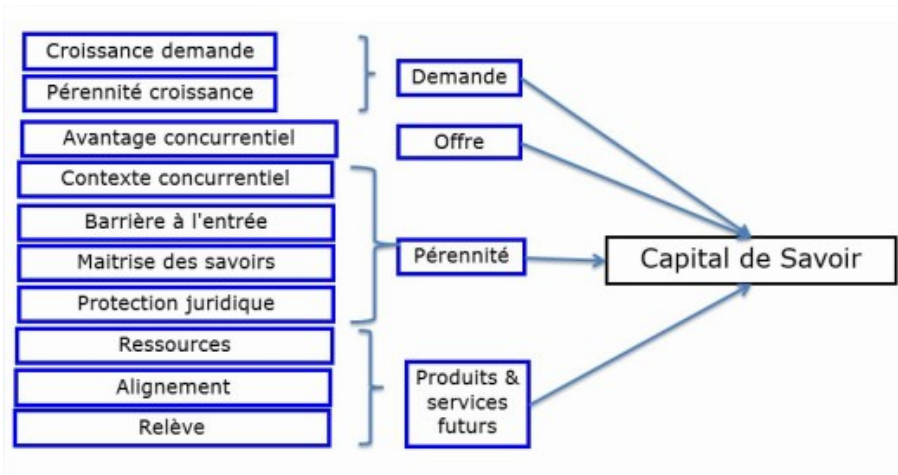 Croissance demande
Pérennité croissance
Avantage concurrentiel
Contexte concurrentiel
Barrière à l'entrée
Maitrise des savoirs
Protection juridique
Ressources
Alignement
Relève
Demande
Offre
Pérennité
Produits &
services
futurs
Capital de Savoir